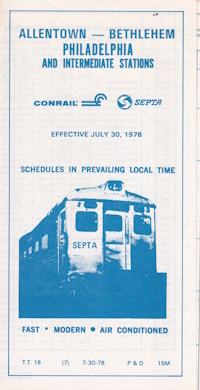 ALLENTOWN — BETHLEHEM
PHILADELPHIA
AND INTERMEDIATE STATIONS
CONRAIL SEPTA
EFFECTIVE JULY 30, 1978
SCHEDULES IN PREVAILING LOCAL TIME
SEPTA
FAST • MODERN • AIR CONDITIONED
T.T. 18 (7) 7-30-78 P & D 15M